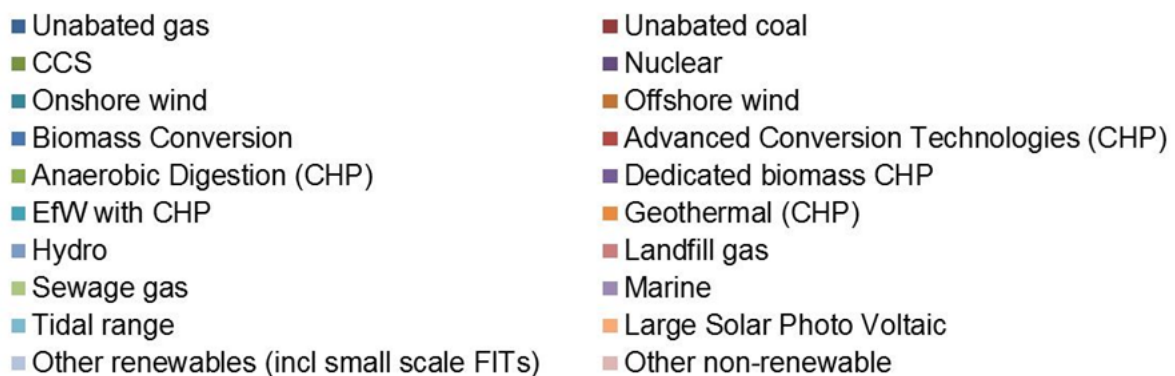 Unabated gas
Unabated coal
CCS
Nuclear
Onshore wind
Offshore wind
Biomass Conversion
Advanced Conversion Technologies (CHP)
Anaerobic Digestion (CHP)
Dedicated biomass CHP
EfW with CHP
Geothermal (CHP)
Hydro
Landfill gas
Sewage gas
Marine
Tidal range
Large Solar Photo Voltaic
Other renewables (incl small scale FITs)
Other non-renewable